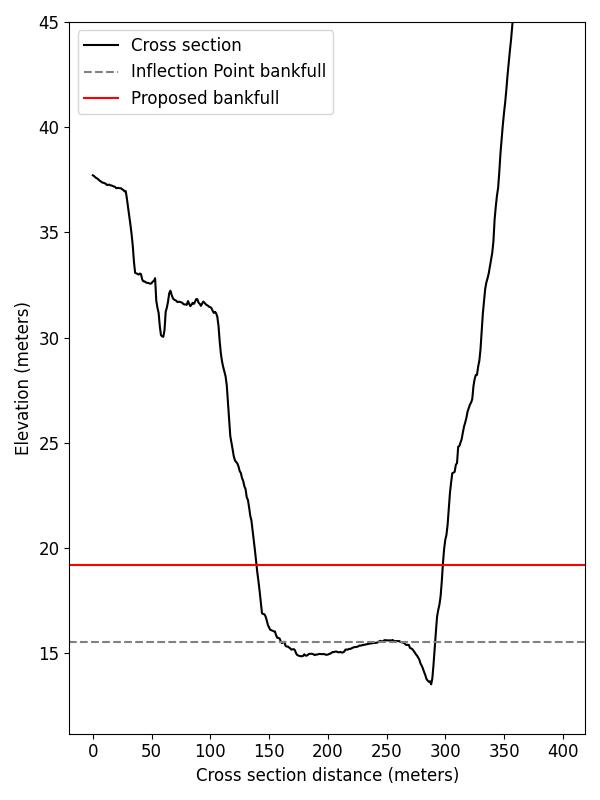 Cross section
Inflection Point bankfull
Proposed bankfull
45
40
35
30
25
20
15
Elevation (meters)
0 50 100 150 200 250 300 350 400
Cross section distance (meters)